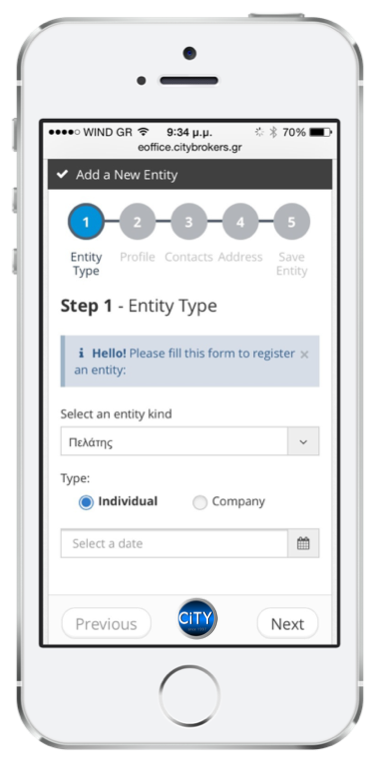 WIND GR 9:34 μ.μ. 70%
eoffice.citybrokers.gr
Add a New Entity
1 2 3 4 5
Entity Type Profile Contacts Address Save Entity
Step 1 - Entity Type
i Hello! Please fill this form to register ×
an entity:
Select an entity kind
Πελάτης
Type:
Individual Company
Select a date
Previous CiTY Next